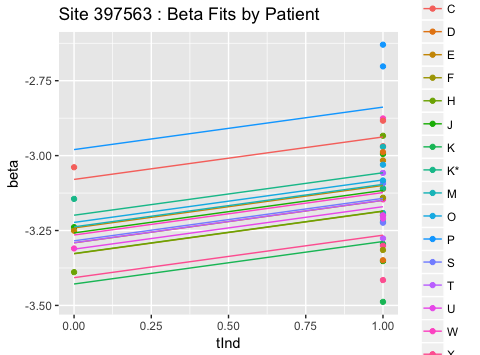 Site 397563 : Beta Fits by Patient
beta
-2.75
-3.00
-3.25
-3.50
0.00 0.25 0.50 0.75 1.00
tInd
C
D
E
F
H
J
K
K*
M
O
P
S
T
U
W